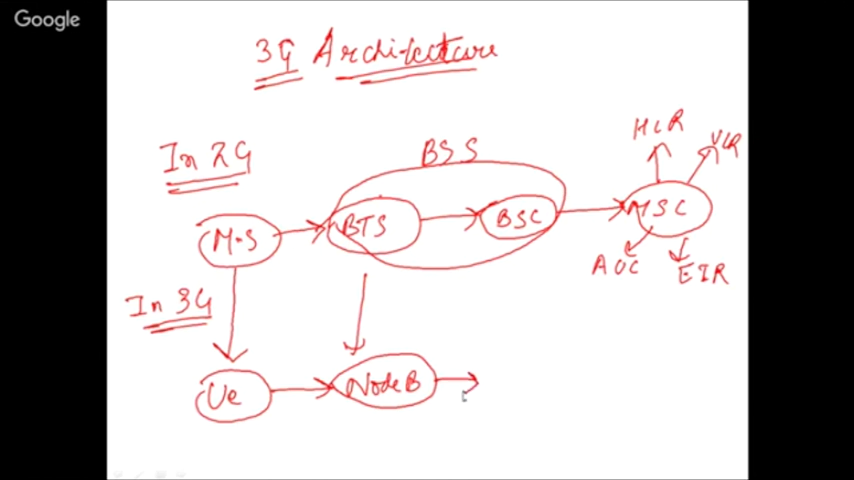 Google
3G Architecture
In 2G
BSS
HLR
VLR
M.S
BTS
BSC
MSC
AUC
EIR
In 3G
Ue
NodeB